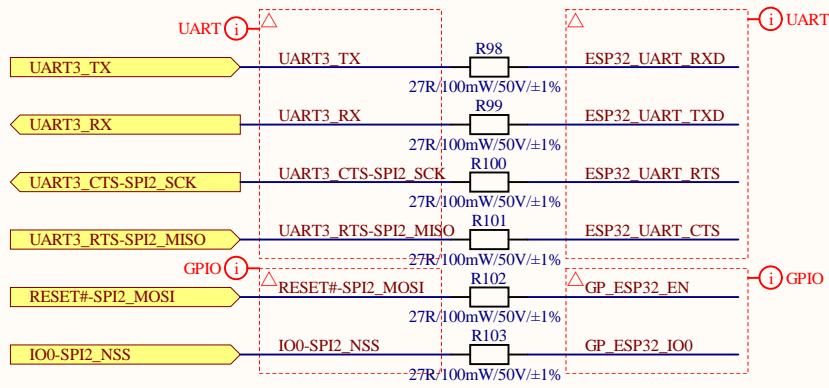 UART i i UART
UART3_TX UART3_TX R98 ESP32_UART_RXD
27R/100mW/50V/±1%
UART3_RX UART3_RX R99 ESP32_UART_TXD
27R/100mW/50V/±1%
UART3_CTS-SPI2_SCK UART3_CTS-SPI2_SCK R100 ESP32_UART_RTS
27R/100mW/50V/±1%
UART3_RTS-SPI2_MISO UART3_RTS-SPI2_MISO R101 ESP32_UART_CTS
27R/100mW/50V/±1%
GPIO i i GPIO
RESET#-SPI2_MOSI RESET#-SPI2_MOSI R102 GP_ESP32_EN
27R/100mW/50V/±1%
IO0-SPI2_NSS IO0-SPI2_NSS R103 GP_ESP32_IO0
27R/100mW/50V/±1%